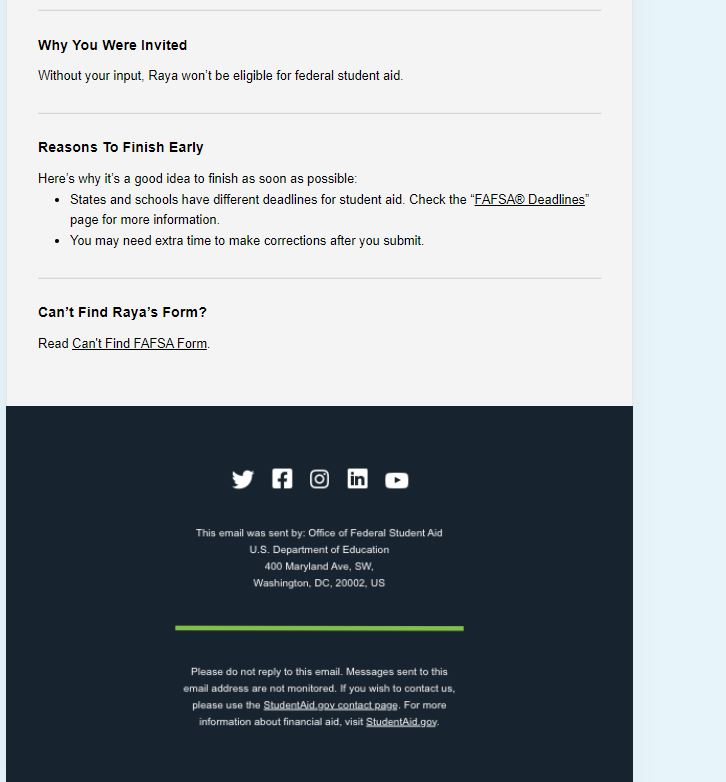 Why You Were Invited
Without your input, Raya won’t be eligible for federal student aid.
Reasons To Finish Early
Here’s why it’s a good idea to finish as soon as possible:
• States and schools have different deadlines for student aid. Check the “FAFSA® Deadlines”
page for more information.
• You may need extra time to make corrections after you submit.
Can’t Find Raya’s Form?
Read Can’t Find FAFSA Form.
This email was sent by: Office of Federal Student Aid
U.S. Department of Education
400 Maryland Ave, SW,
Washington, DC, 20002, US
Please do not reply to this email. Messages sent to this
email address are not monitored. If you wish to contact us,
please use the StudentAid.gov contact page. For more
information about financial aid, visit StudentAid.gov.